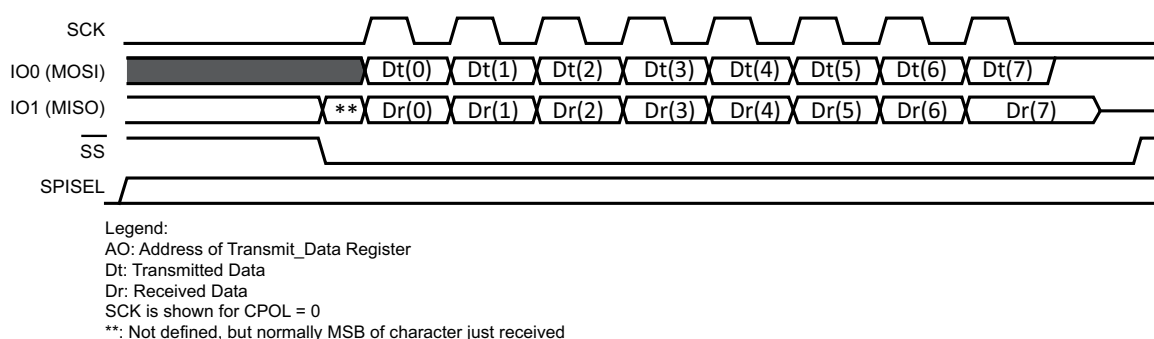 SCK
IO0 (MOSI) Dt(0) Dt(1) Dt(2) Dt(3) Dt(4) Dt(5) Dt(6) Dt(7)
IO1 (MISO) ** Dr(0) Dr(1) Dr(2) Dr(3) Dr(4) Dr(5) Dr(6) Dr(7)
SS
SPISEL
Legend:
AO: Address of Transmit_Data Register
Dt: Transmitted Data
Dr: Received Data
SCK is shown for CPOL = 0
**: Not defined, but normally MSB of character just received